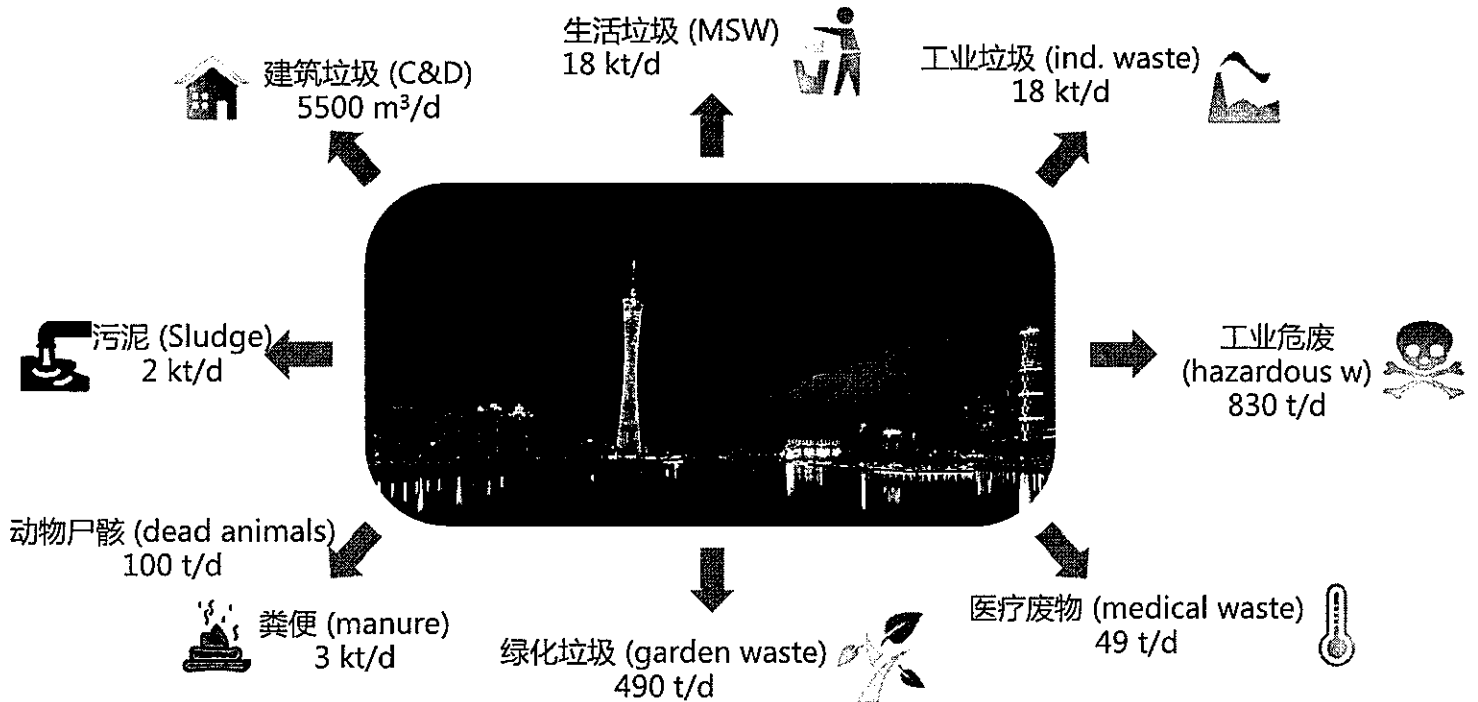 生活垃圾 (MSW)
18 kt/d
建筑垃圾 (C&D)
5500 m³/d
工业垃圾 (ind. waste)
18 kt/d
污泥 (Sludge)
2 kt/d
工业危废
(hazardous w)
830 t/d
动物尸骸 (dead animals)
100 t/d
粪便 (manure)
3 kt/d
绿化垃圾 (garden waste)
490 t/d
医疗废物 (medical waste)
49 t/d